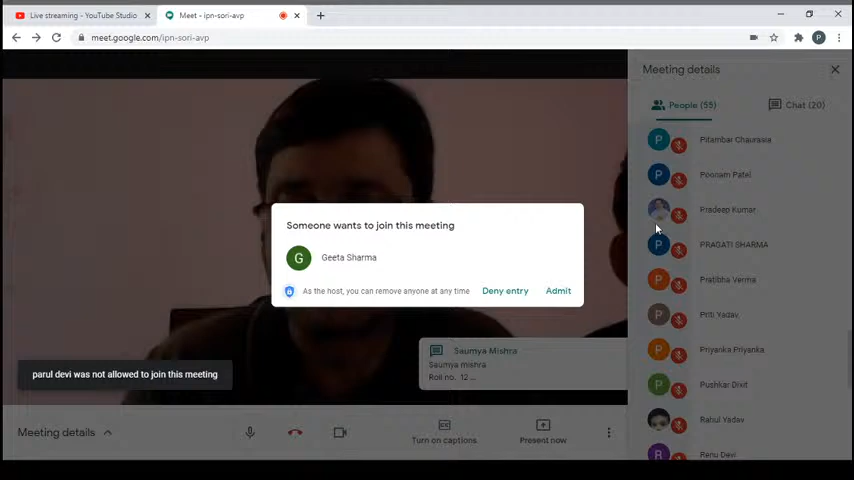 Live streaming - YouTube Studio
Meet - ipn-sori-avp
meet.google.com/ipn-sori-avp
P
Meeting details
People (55)
Chat (20)
P Pitambar Chaurasia
P Poonam Patel
Pradeep Kumar
P PRAGATI SHARMA
P Pratibha Verma
P Priti Yadav
P Priyanka Priyanka
P Pushkar Dixit
Rahul Yadav
R Renu Devi
Someone wants to join this meeting
G Geeta Sharma
As the host, you can remove anyone at any time
Deny entry
Admit
Saumya Mishra
Saumya mishra
Roll no. 12...
parul devi was not allowed to join this meeting
Meeting details
Turn on captions
Present now